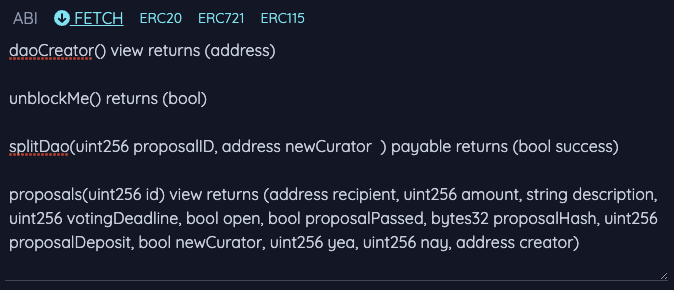 ABI FETCH ERC20 ERC721 ERC115
daoCreator() view returns (address)
unblockMe() returns (bool)
splitDao(uint256 proposalID, address newCurator  ) payable returns (bool success)
proposals(uint256 id) view returns (address recipient, uint256 amount, string description,
uint256 votingDeadline, bool open, bool proposalPassed, bytes32 proposalHash, uint256
proposalDeposit, bool newCurator, uint256 yea, uint256 nay, address creator)